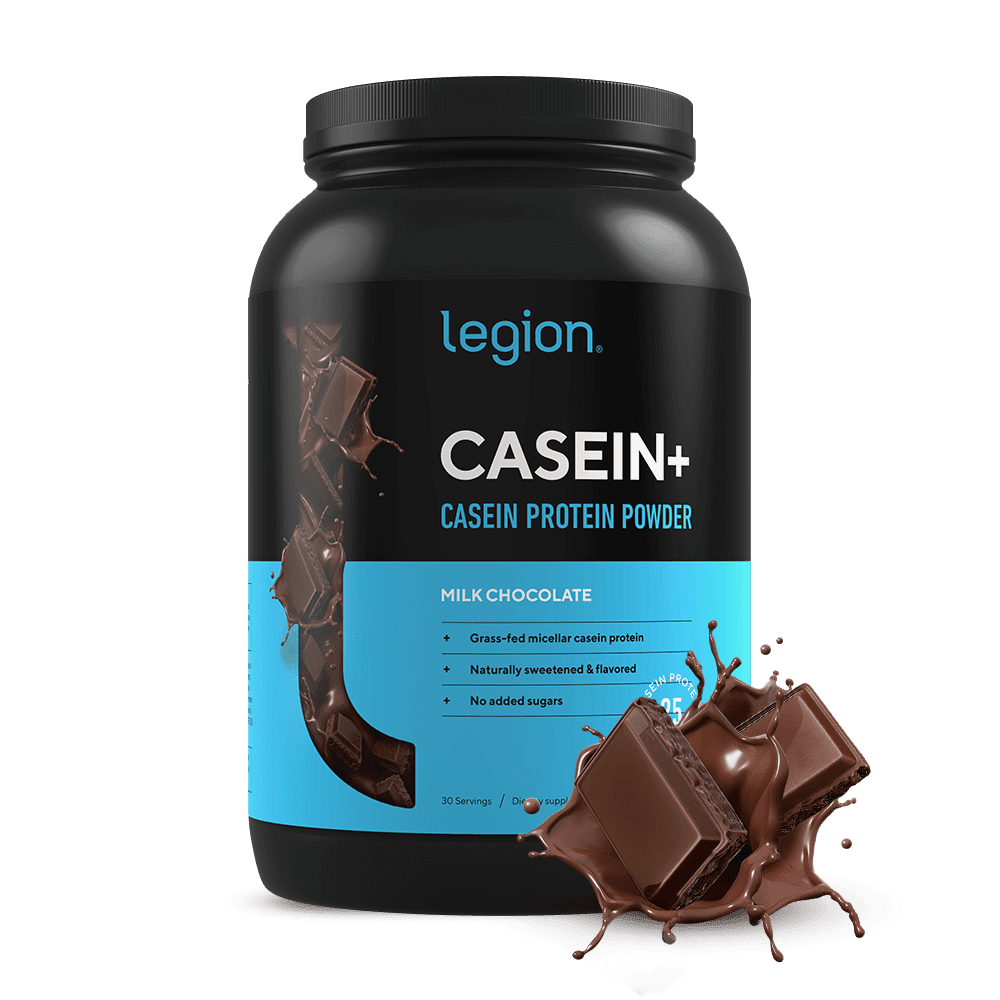 legion®
CASEIN+
CASEIN PROTEIN POWDER
MILK CHOCOLATE
+ Grass-fed micellar casein protein
+ Naturally sweetened & flavored
+ No added sugars
25
30 Servings /